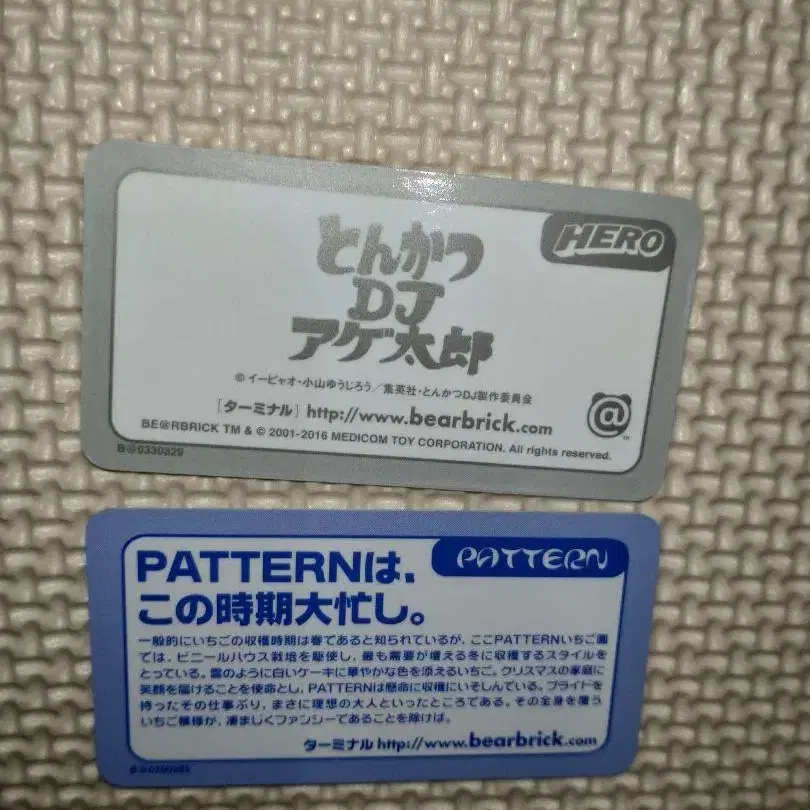 HERO
とんかつ
DJ
アゲ太郎
© イーピャオ・小山ゆうじろう／集英社・とんかつDJ製作委員会
[ターミナル] http://www.bearbrick.com
BE@RBRICK TM & © 2001-2016 MEDICOM TOY CORPORATION. All rights reserved.
@
TM
B@0330329
PATTERN
PATTERNは、
この時期大忙し。
一般的にいちごの収穫時期は春であると知られているが、ここPATTERNいちご園
では、ビニールハウス栽培を駆使し、最も需要が増える冬に収穫するスタイルを
とっている。雪のように白いケーキに華やかな色を添えるいちご。クリスマスの家庭に
笑顔を届けることを使命とし、PATTERNは懸命に収穫にいそしんでいる。プライドを
持ったその仕事ぶり、まさに理想の大人といったところである。その全身を覆う
いちご模様が、凄まじくファンシーであることを除けば。
ターミナル http://www.bearbrick.com